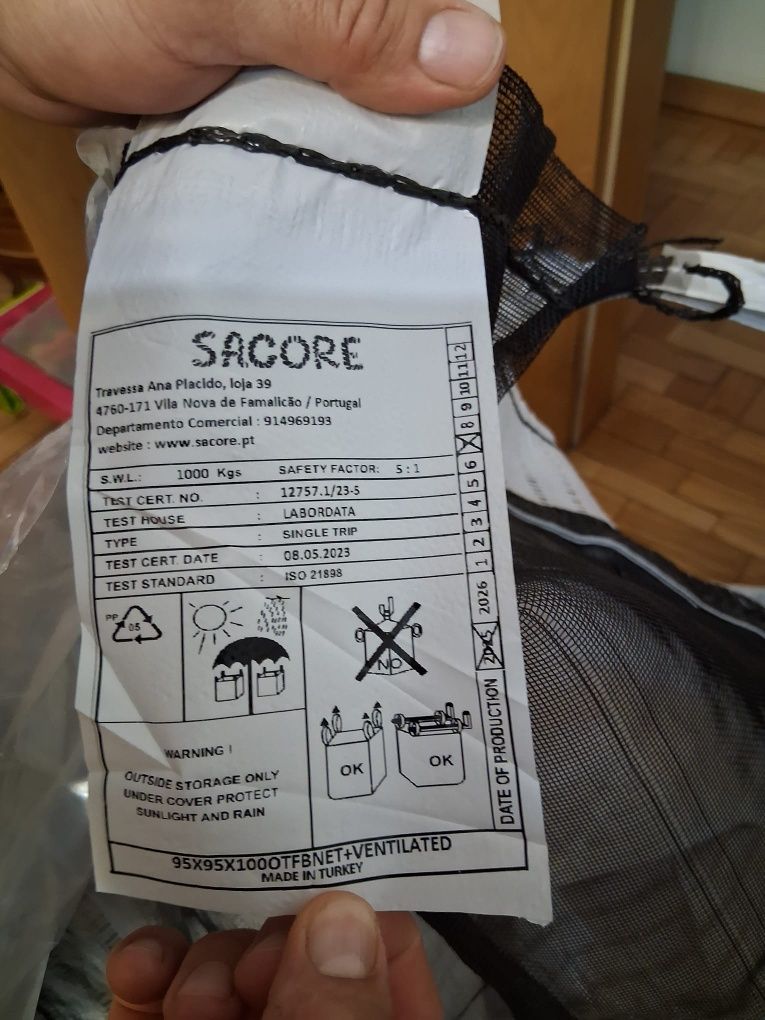 SACORE
Travessa Ana Placido, loja 39
4760-171 Vila Nova de Famalicão / Portugal
Departamento Comercial : 914969193
website : www.sacore.pt
S.W.L.: 1000 Kgs SAFETY FACTOR: 5 : 1
TEST CERT. NO. : 12757.1/23-5
TEST HOUSE : LABORDATA
TYPE : SINGLE TRIP
TEST CERT. DATE : 08.05.2023
TEST STANDARD : ISO 21898
PP
05
NO
OK
OK
WARNING !
OUTSIDE STORAGE ONLY
UNDER COVER PROTECT
SUNLIGHT AND RAIN
95X95X100OTFBNET+VENTILATED
MADE IN TURKEY
DATE OF PRODUCTION 2025 2026 1 2 3 4 5 6 7 8 9 10 11 12